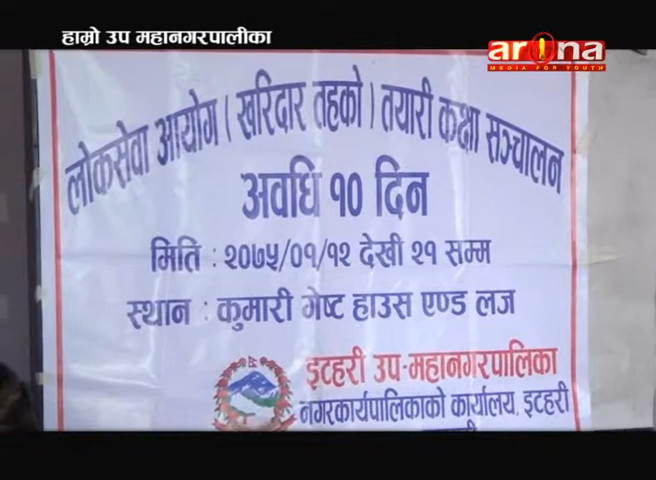 हाम्रो उप महानगरपालीका
arna
MEDIA FOR YOUTH
लोकसेवा आयोग ( खरिदार तहको ) तयारी कक्षा सञ्चालन
अवधि १० दिन
मिति : २०७५/०१/१२ देखी २१ सम्म
स्थान : कुमारी गेष्ट हाउस एण्ड लज
इटहरी उप-महानगरपालिका
नगरकार्यपालिकाको कार्यालय, इटहरी